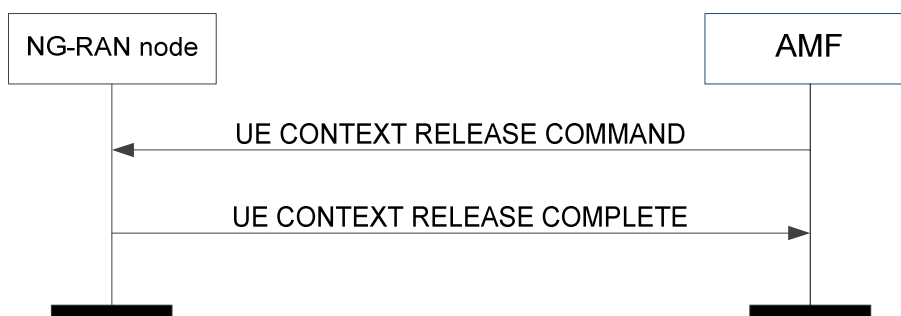 NG-RAN node
AMF
UE CONTEXT RELEASE COMMAND
UE CONTEXT RELEASE COMPLETE